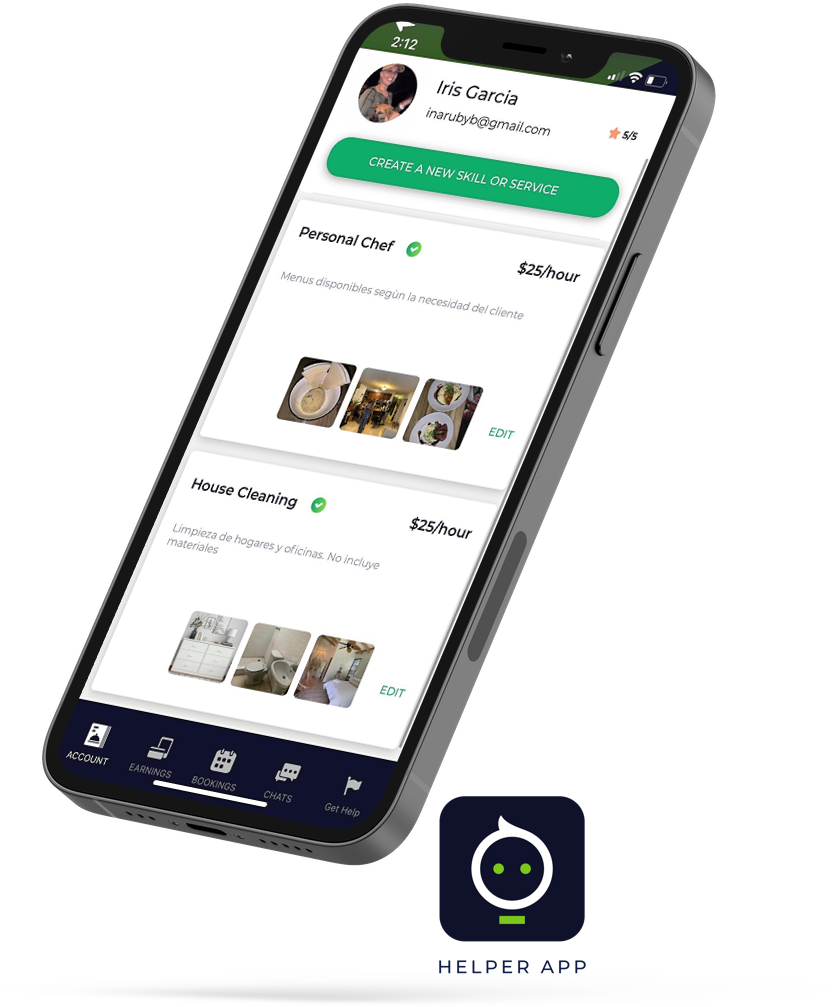 2:12
Iris Garcia
inarubyb@gmail.com
5/5
CREATE A NEW SKILL OR SERVICE
Personal Chef
$25/hour
Menus disponibles segùn la necesidad del cliente
EDIT
House Cleaning
$25/hour
Limpieza de hogares y oficinas. No incluye
materiales
EDIT
ACCOUNT
EARNINGS
BOOKINGS
CHATS
Get Help
HELPER APP